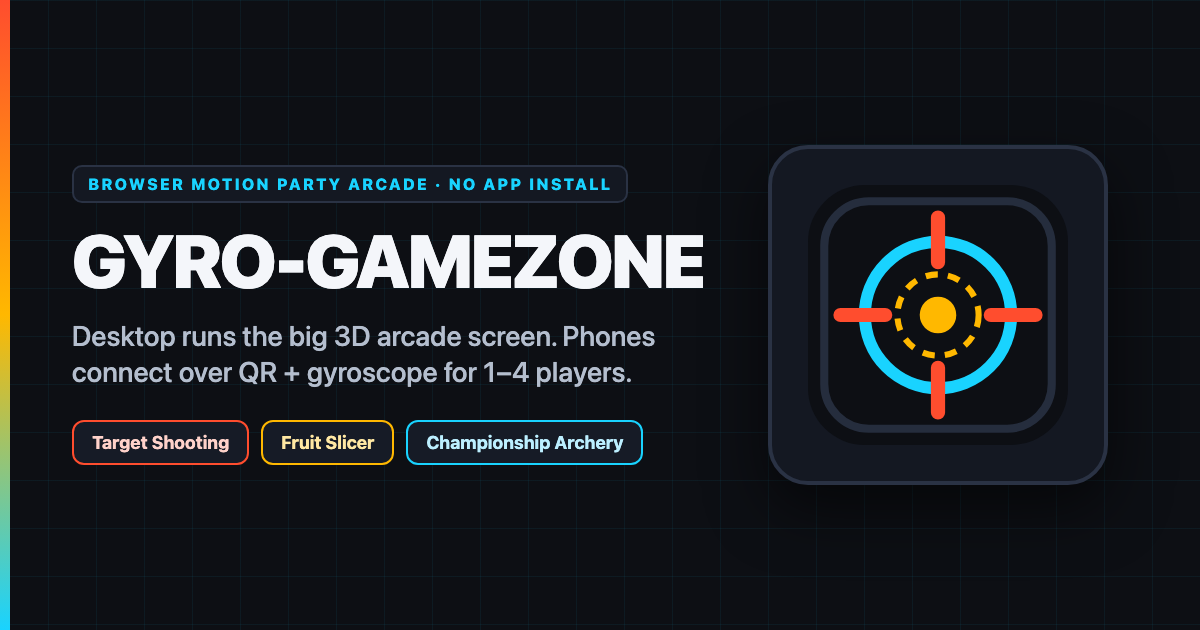 BROWSER MOTION PARTY ARCADE · NO APP INSTALL
GYRO-GAMEZONE
Desktop runs the big 3D arcade screen. Phones
connect over QR + gyroscope for 1–4 players.
Target Shooting
Fruit Slicer
Championship Archery